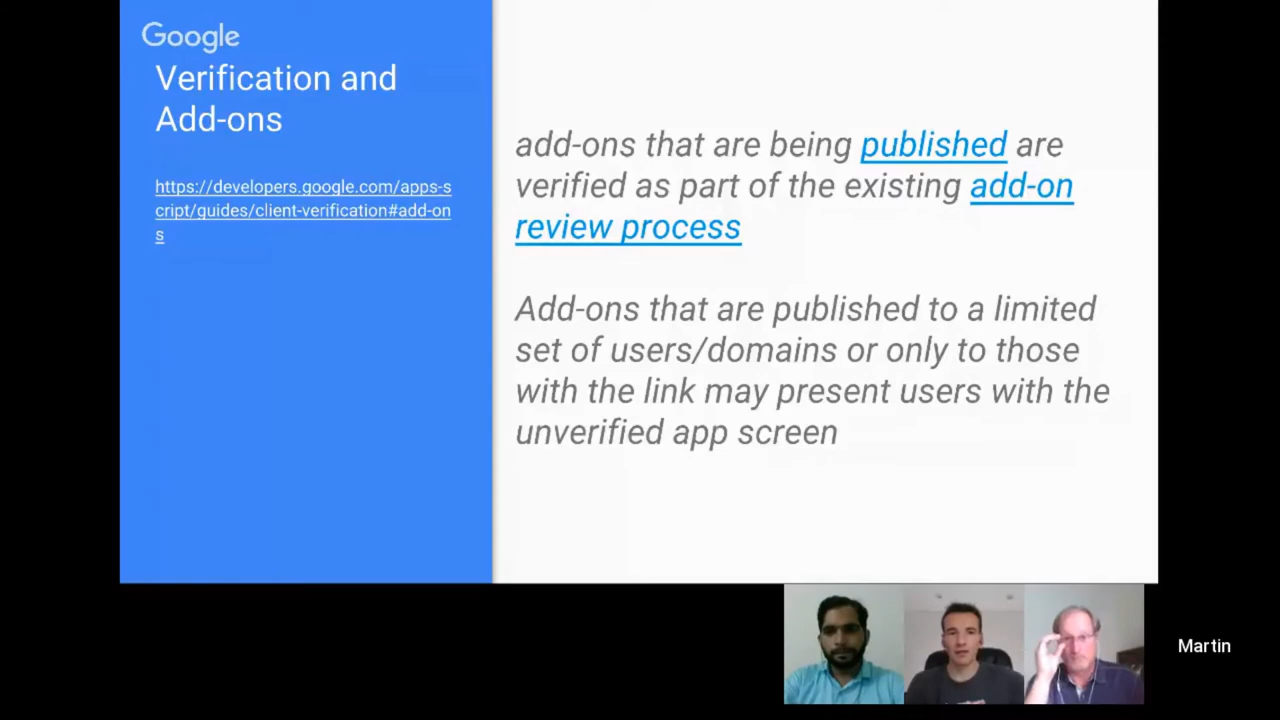 Google
Verification and
Add-ons
https://developers.google.com/apps-s
cript/guides/client-verification#add-on
s
add-ons that are being published are
verified as part of the existing add-on
review process
Add-ons that are published to a limited
set of users/domains or only to those
with the link may present users with the
unverified app screen
Martin